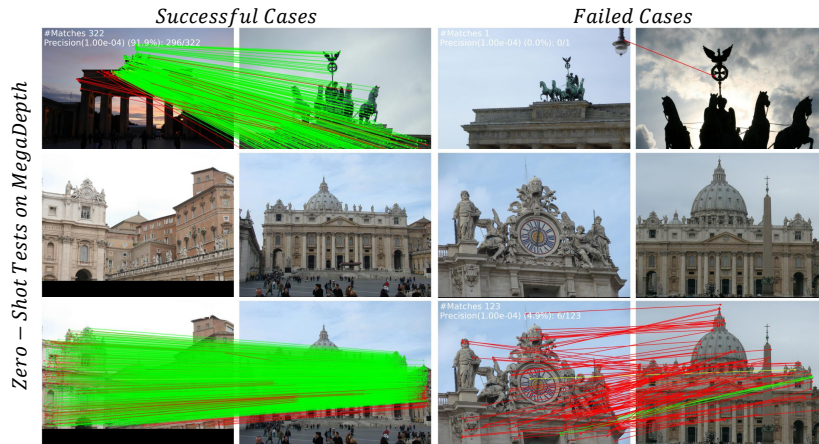 Successful Cases
Failed Cases
Zero − Shot Tests on MegaDepth
#Matches 322
Precision(1.00e-04) (91.9%): 296/322
#Matches 1
Precision(1.00e-04) (0.0%): 0/1
#Matches 123
Precision(1.00e-04) (4.9%): 6/123